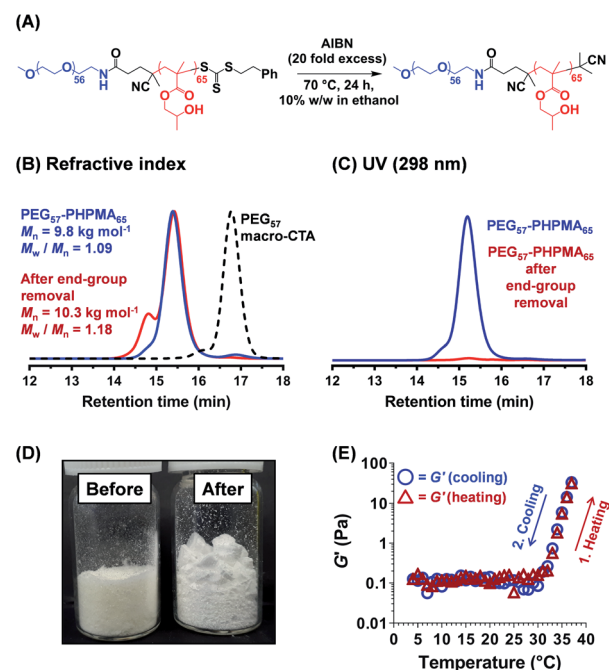 (A)
O
O
56
N
H
O
NC
65
S
S
S
Ph
O
O
OH
AIBN
(20 fold excess)
70 °C, 24 h,
10% w/w in ethanol
O
O
56
N
H
O
NC
65
CN
O
O
OH
(B) Refractive index
PEG57-PHPMA65
Mn = 9.8 kg mol-1
Mw / Mn = 1.09
After end-group
removal
Mn = 10.3 kg mol-1
Mw / Mn = 1.18
PEG57
macro-CTA
12 13 14 15 16 17 18
Retention time (min)
(C) UV (298 nm)
PEG57-PHPMA65
PEG57-PHPMA65
after
end-group
removal
12 13 14 15 16 17 18
Retention time (min)
(D)
Before
After
(E)
100
10
1
0.1
0.01
G' (Pa)
= G' (cooling)
= G' (heating)
2. Cooling
1. Heating
0 5 10 15 20 25 30 35 40
Temperature (°C)